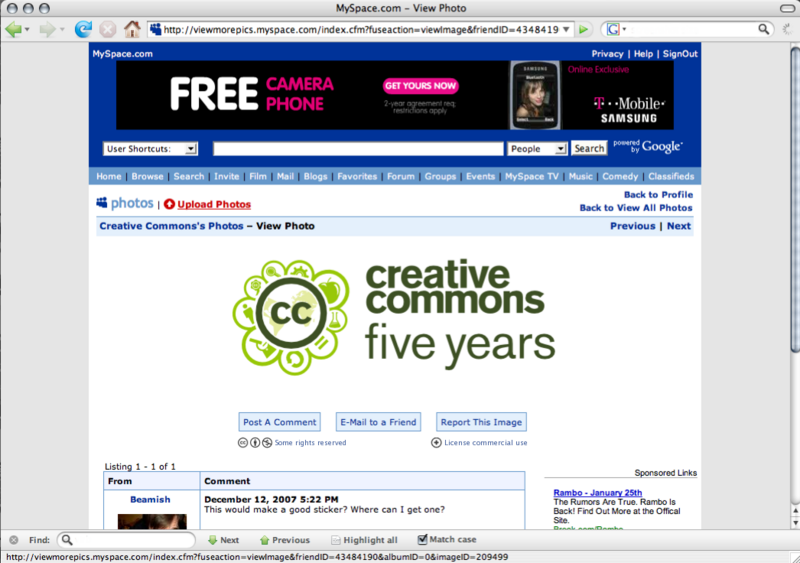 MySpace.com – View Photo
http://viewmorepics.myspace.com/index.cfm?fuseaction=viewImage&friendID=4348419
G
MySpace.com
Privacy | Help | SignOut
FREE CAMERA PHONE
GET YOURS NOW
2-year agreement req;
restrictions apply
SAMSUNG
Online Exclusive
T··Mobile·
SAMSUNG
User Shortcuts:
People
Search
powered by Google
Home | Browse | Search | Invite | Film | Mail | Blogs | Favorites | Forum | Groups | Events | MySpace TV | Music | Comedy | Classifieds
photos | Upload Photos
Back to Profile
Back to View All Photos
Creative Commons's Photos – View Photo
Previous | Next
cc
creative
commons
five years
Post A Comment
E-Mail to a Friend
Report This Image
cc Some rights reserved
License commercial use
Listing 1 - 1 of 1
Sponsored Links
From
Comment
Beamish
December 12, 2007 5:22 PM
This would make a good sticker? Where can I get one?
Rambo - January 25th
The Rumors Are True. Rambo Is
Back! Find Out More at the Offical
Site.
Find:
Next
Previous
Highlight all
Match case
http://viewmorepics.myspace.com/index.cfm?fuseaction=viewImage&friendID=43484190&albumID=0&imageID=209499